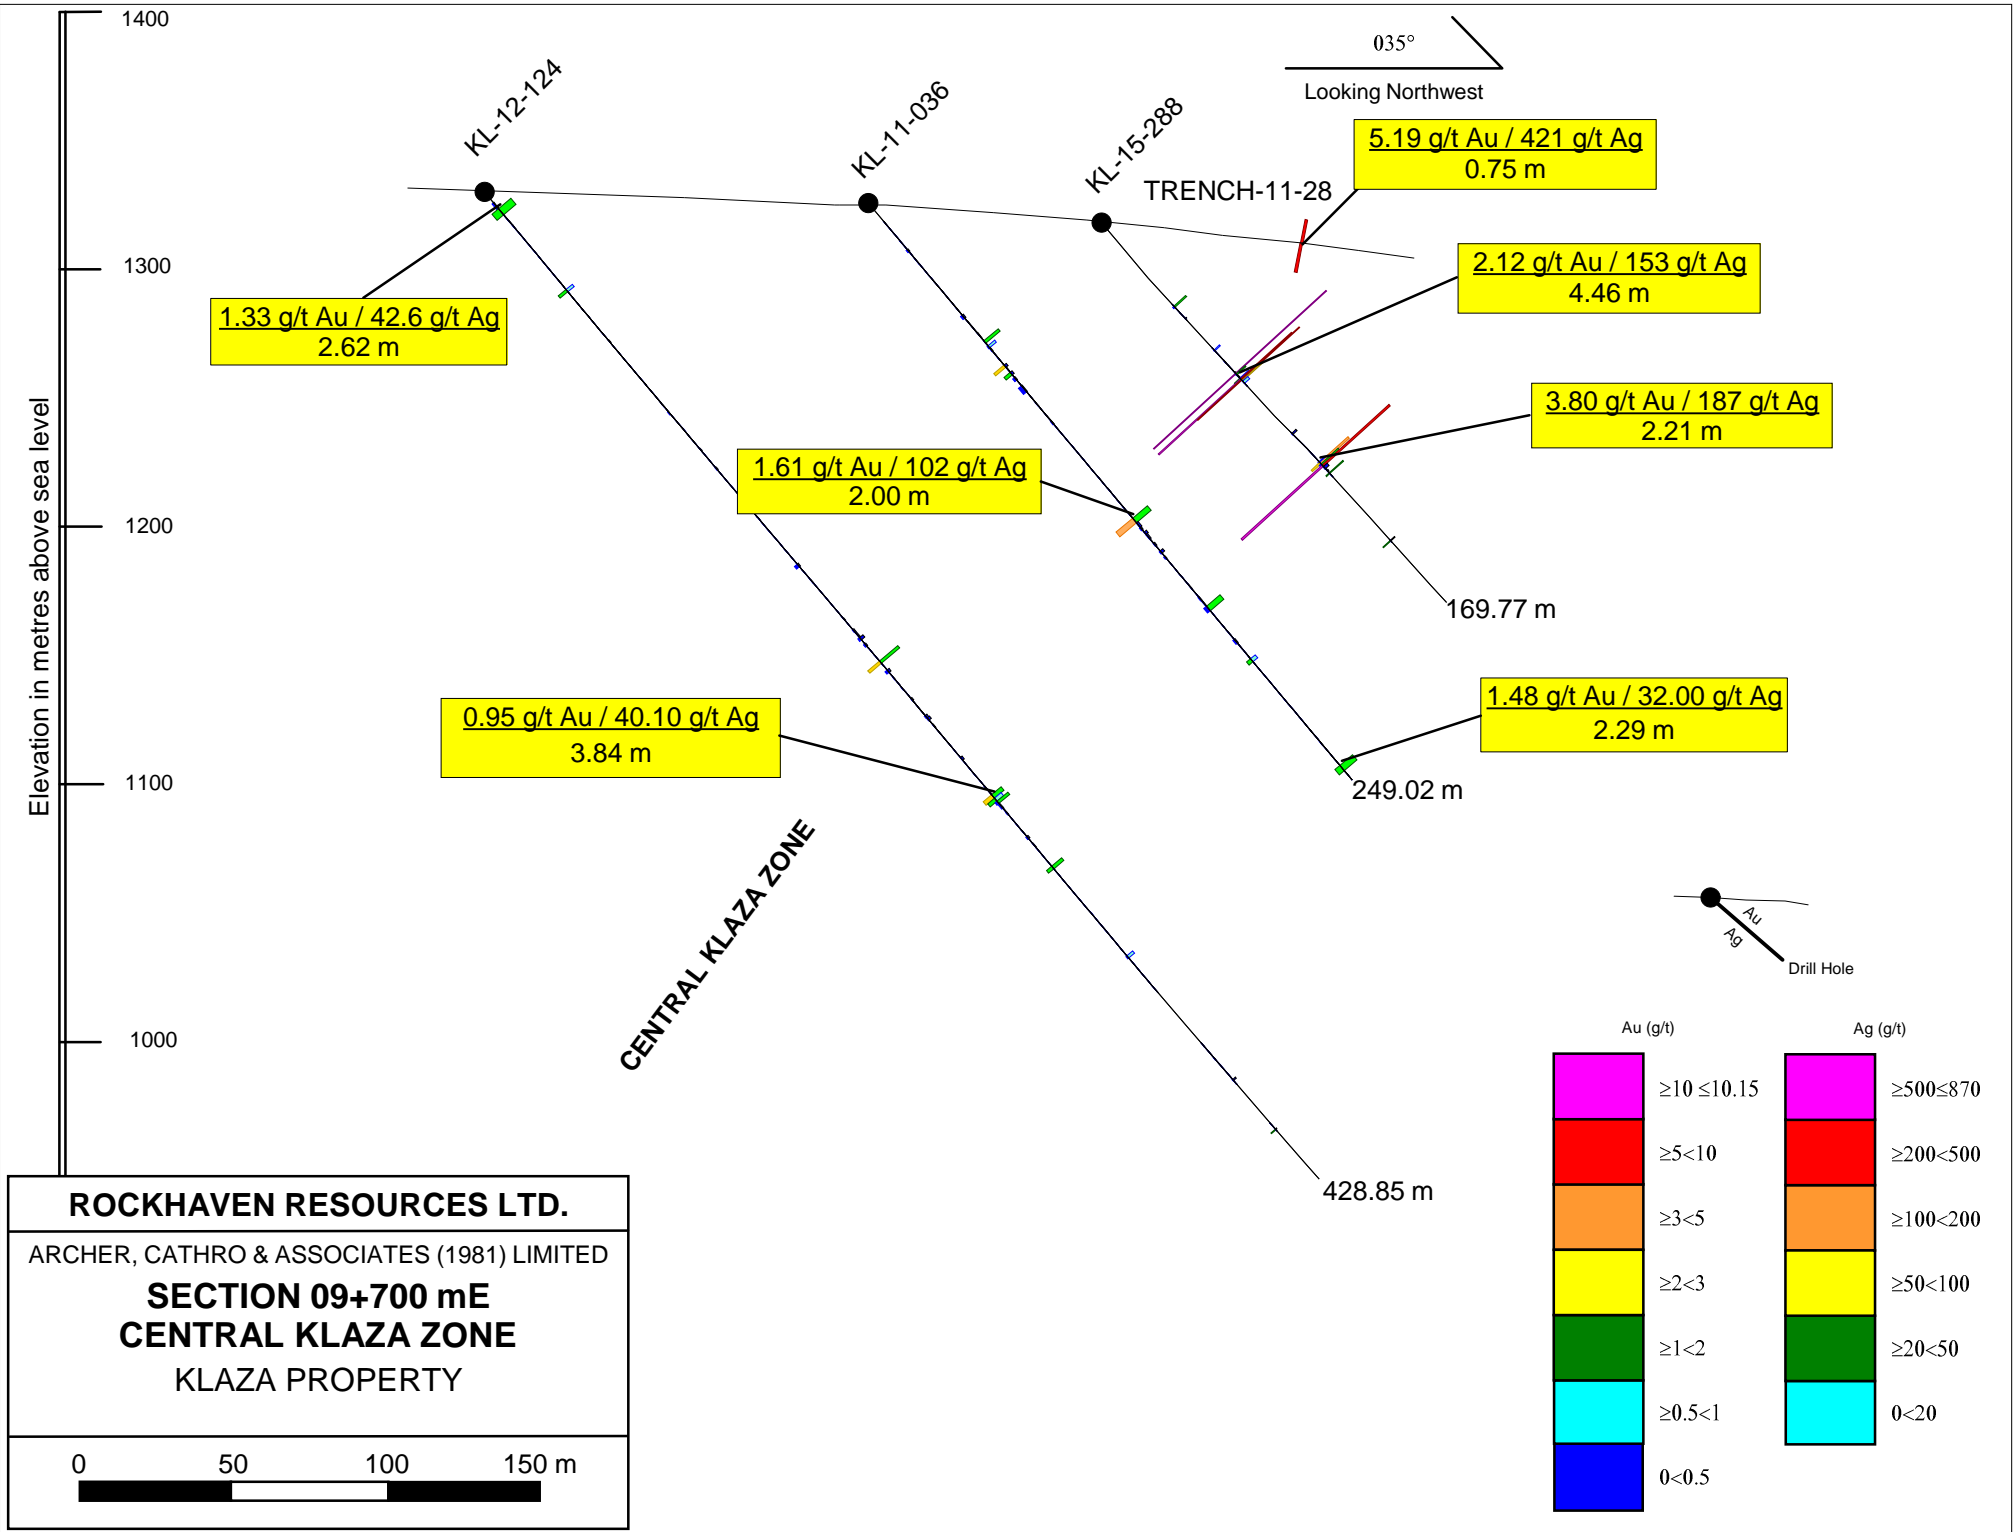 1400
035°
Looking Northwest
KL-12-124
KL-11-036
KL-15-288
TRENCH-11-28
5.19 g/t Au / 421 g/t Ag
0.75 m
1300
2.12 g/t Au / 153 g/t Ag
4.46 m
1.33 g/t Au / 42.6 g/t Ag
2.62 m
3.80 g/t Au / 187 g/t Ag
2.21 m
1.61 g/t Au / 102 g/t Ag
2.00 m
Elevation in metres above sea level
1200
169.77 m
0.95 g/t Au / 40.10 g/t Ag
3.84 m
1.48 g/t Au / 32.00 g/t Ag
2.29 m
1100
249.02 m
CENTRAL KLAZA ZONE
Au
Ag
Drill Hole
1000
428.85 m
Au (g/t)
≥10 ≤10.15
≥5<10
≥3<5
≥2<3
≥1<2
≥0.5<1
0<0.5
Ag (g/t)
≥500≤870
≥200<500
≥100<200
≥50<100
≥20<50
0<20
ROCKHAVEN RESOURCES LTD.
ARCHER, CATHRO & ASSOCIATES (1981) LIMITED
SECTION 09+700 mE
CENTRAL KLAZA ZONE
KLAZA PROPERTY
0 50 100 150 m